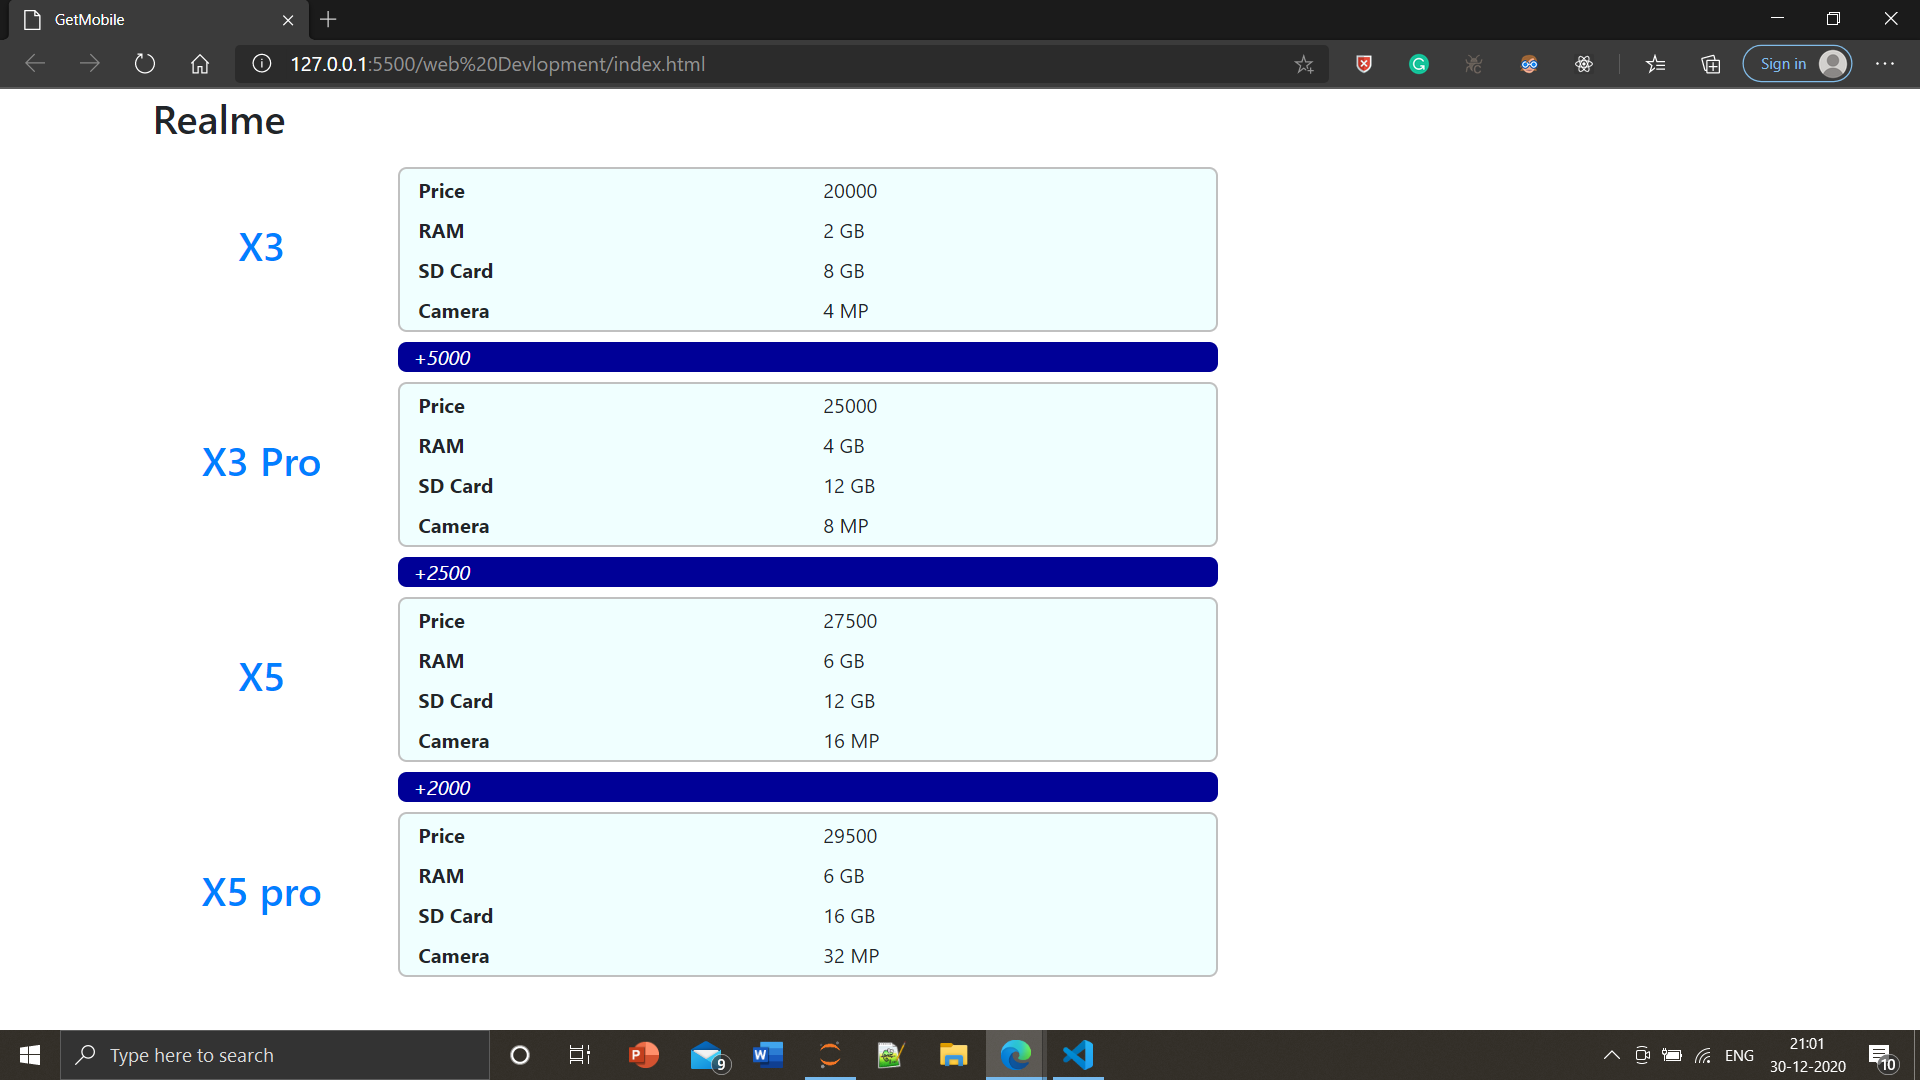 GetMobile
127.0.0.1:5500/web%20Devlopment/index.html
Sign in
Realme
X3
Price 20000
RAM 2 GB
SD Card 8 GB
Camera 4 MP
+5000
X3 Pro
Price 25000
RAM 4 GB
SD Card 12 GB
Camera 8 MP
+2500
X5
Price 27500
RAM 6 GB
SD Card 12 GB
Camera 16 MP
+2000
X5 pro
Price 29500
RAM 6 GB
SD Card 16 GB
Camera 32 MP
Type here to search
P
9
W
ENG
21:01
30-12-2020
10